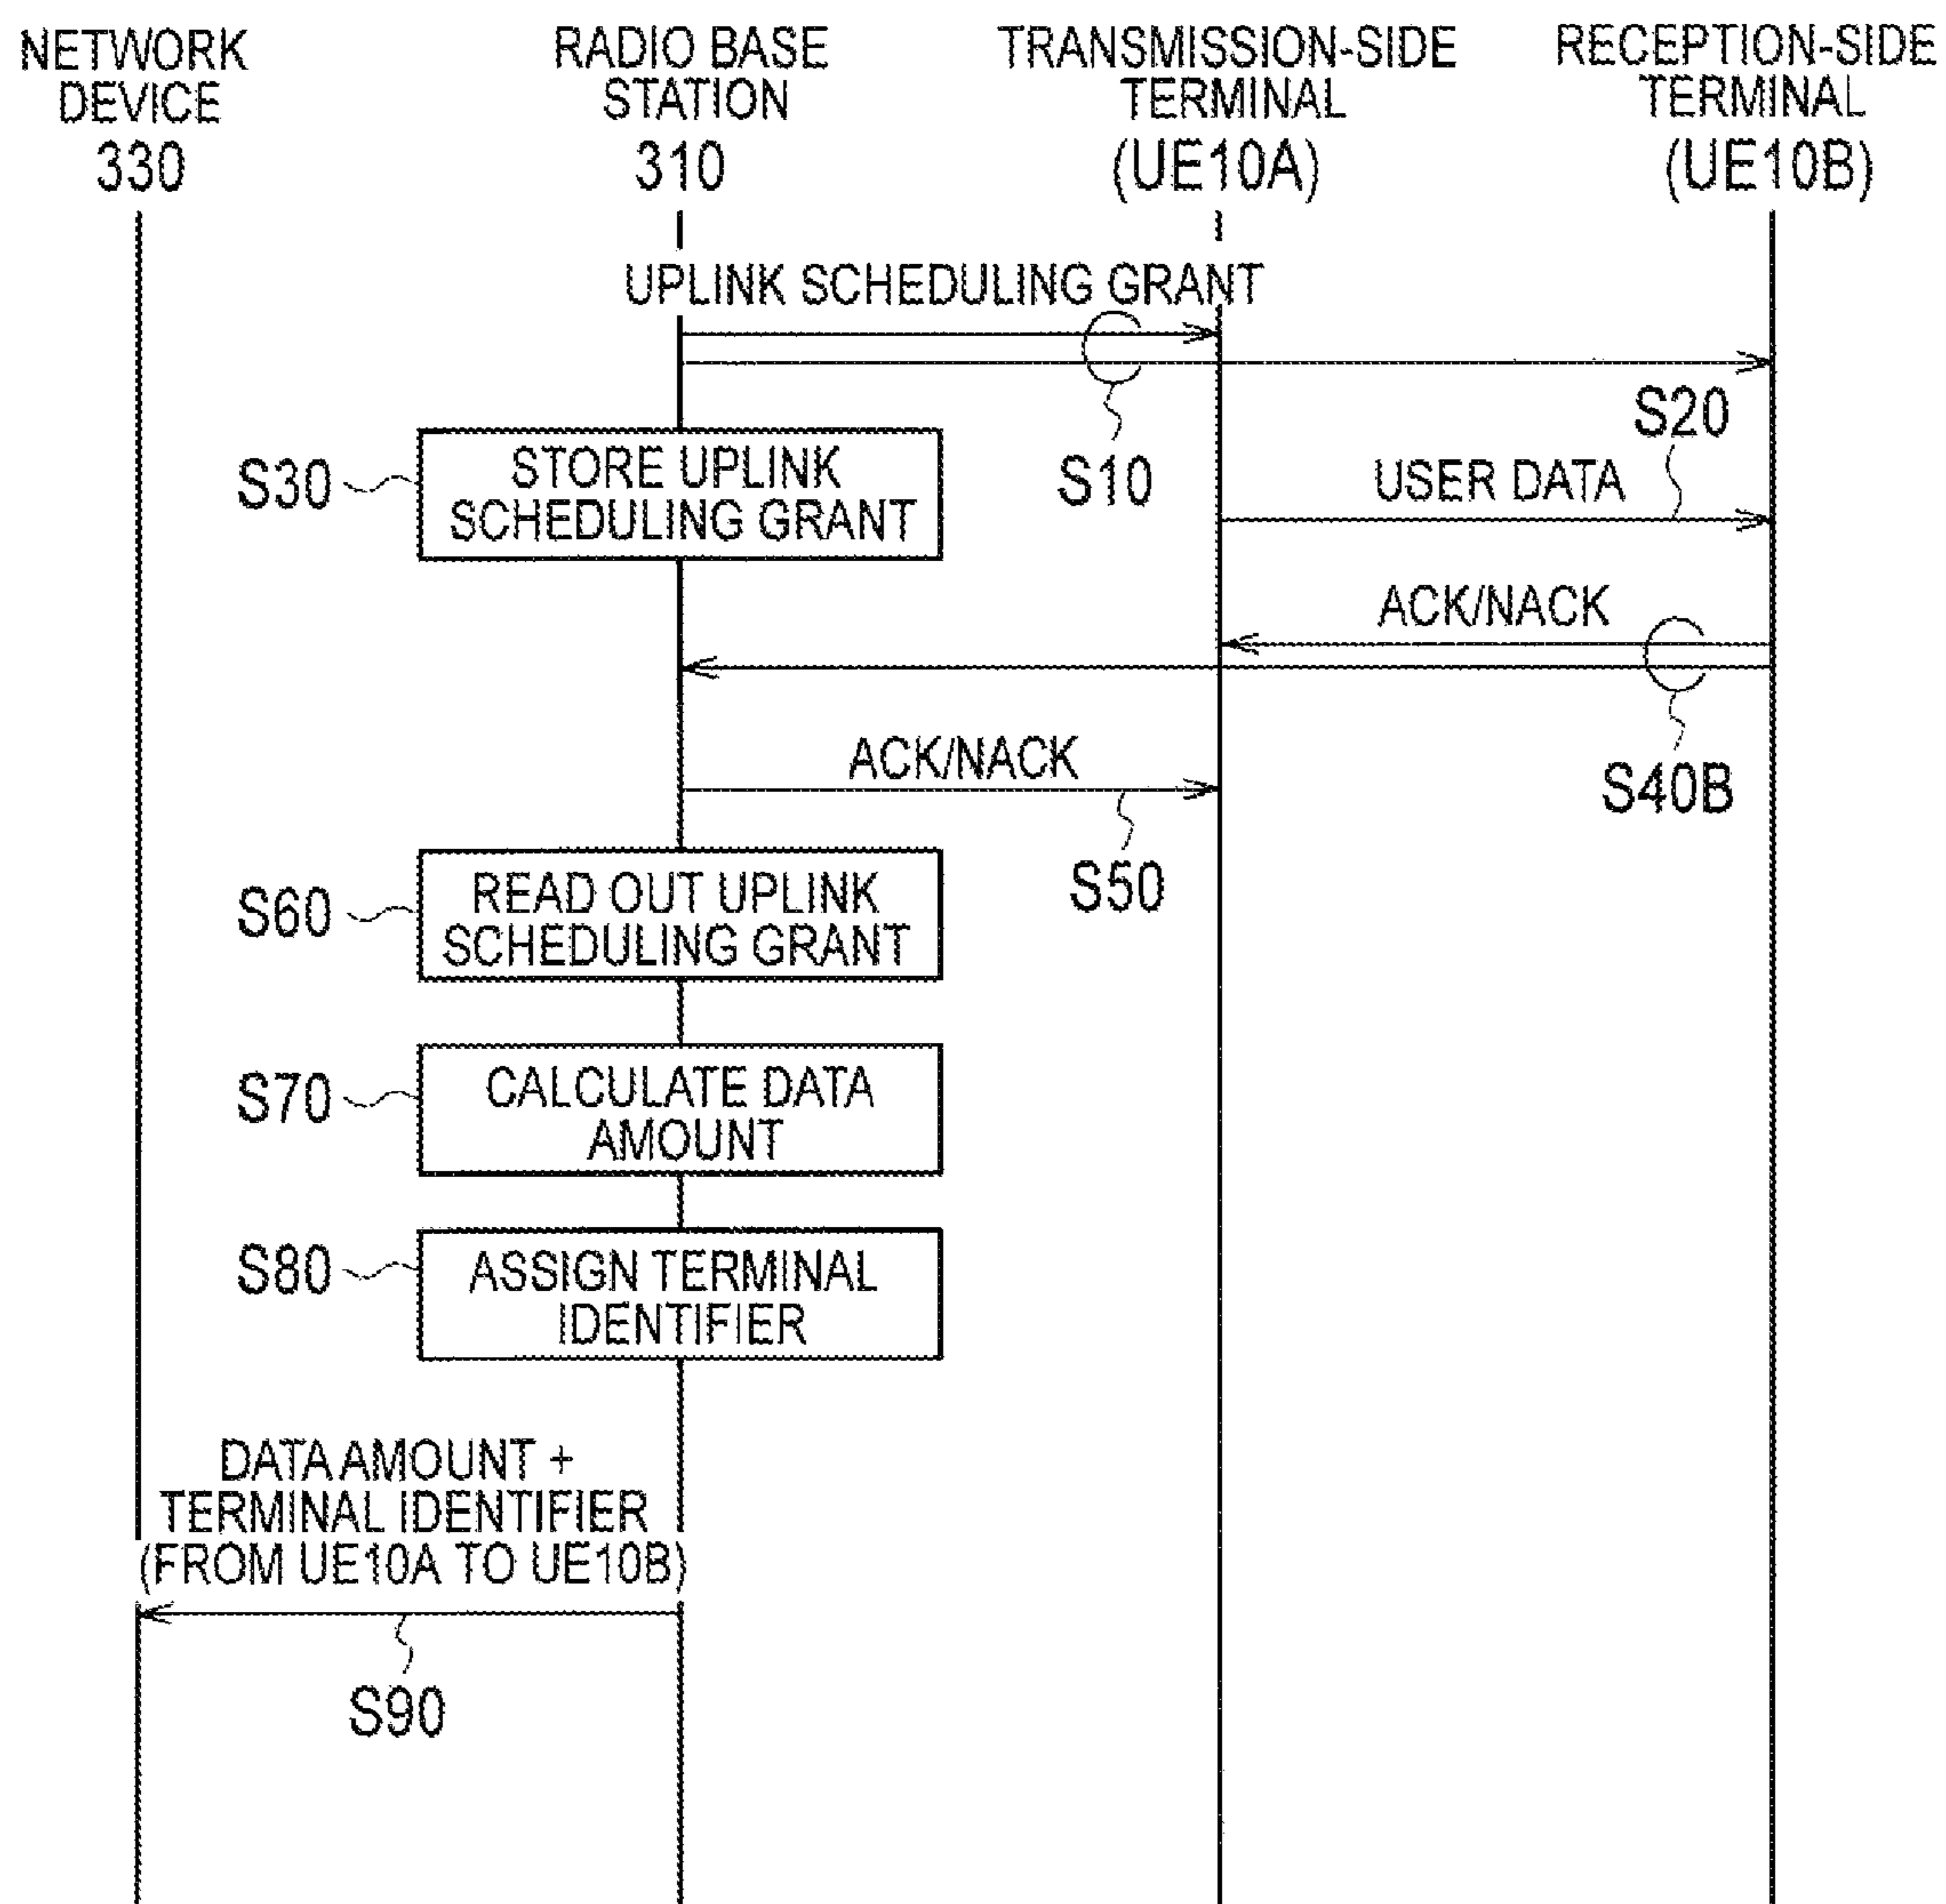 NETWORK
DEVICE
330
RADIO BASE
STATION
310
TRANSMISSION-SIDE
TERMINAL
(UE10A)
RECEPTION-SIDE
TERMINAL
(UE10B)
UPLINK SCHEDULING GRANT
S10
S20
S30
STORE UPLINK
SCHEDULING GRANT
USER DATA
ACK/NACK
S40B
ACK/NACK
S50
S60
READ OUT UPLINK
SCHEDULING GRANT
S70
CALCULATE DATA
AMOUNT
S80
ASSIGN TERMINAL
IDENTIFIER
DATA AMOUNT +
TERMINAL IDENTIFIER
(FROM UE10A TO UE10B)
S90